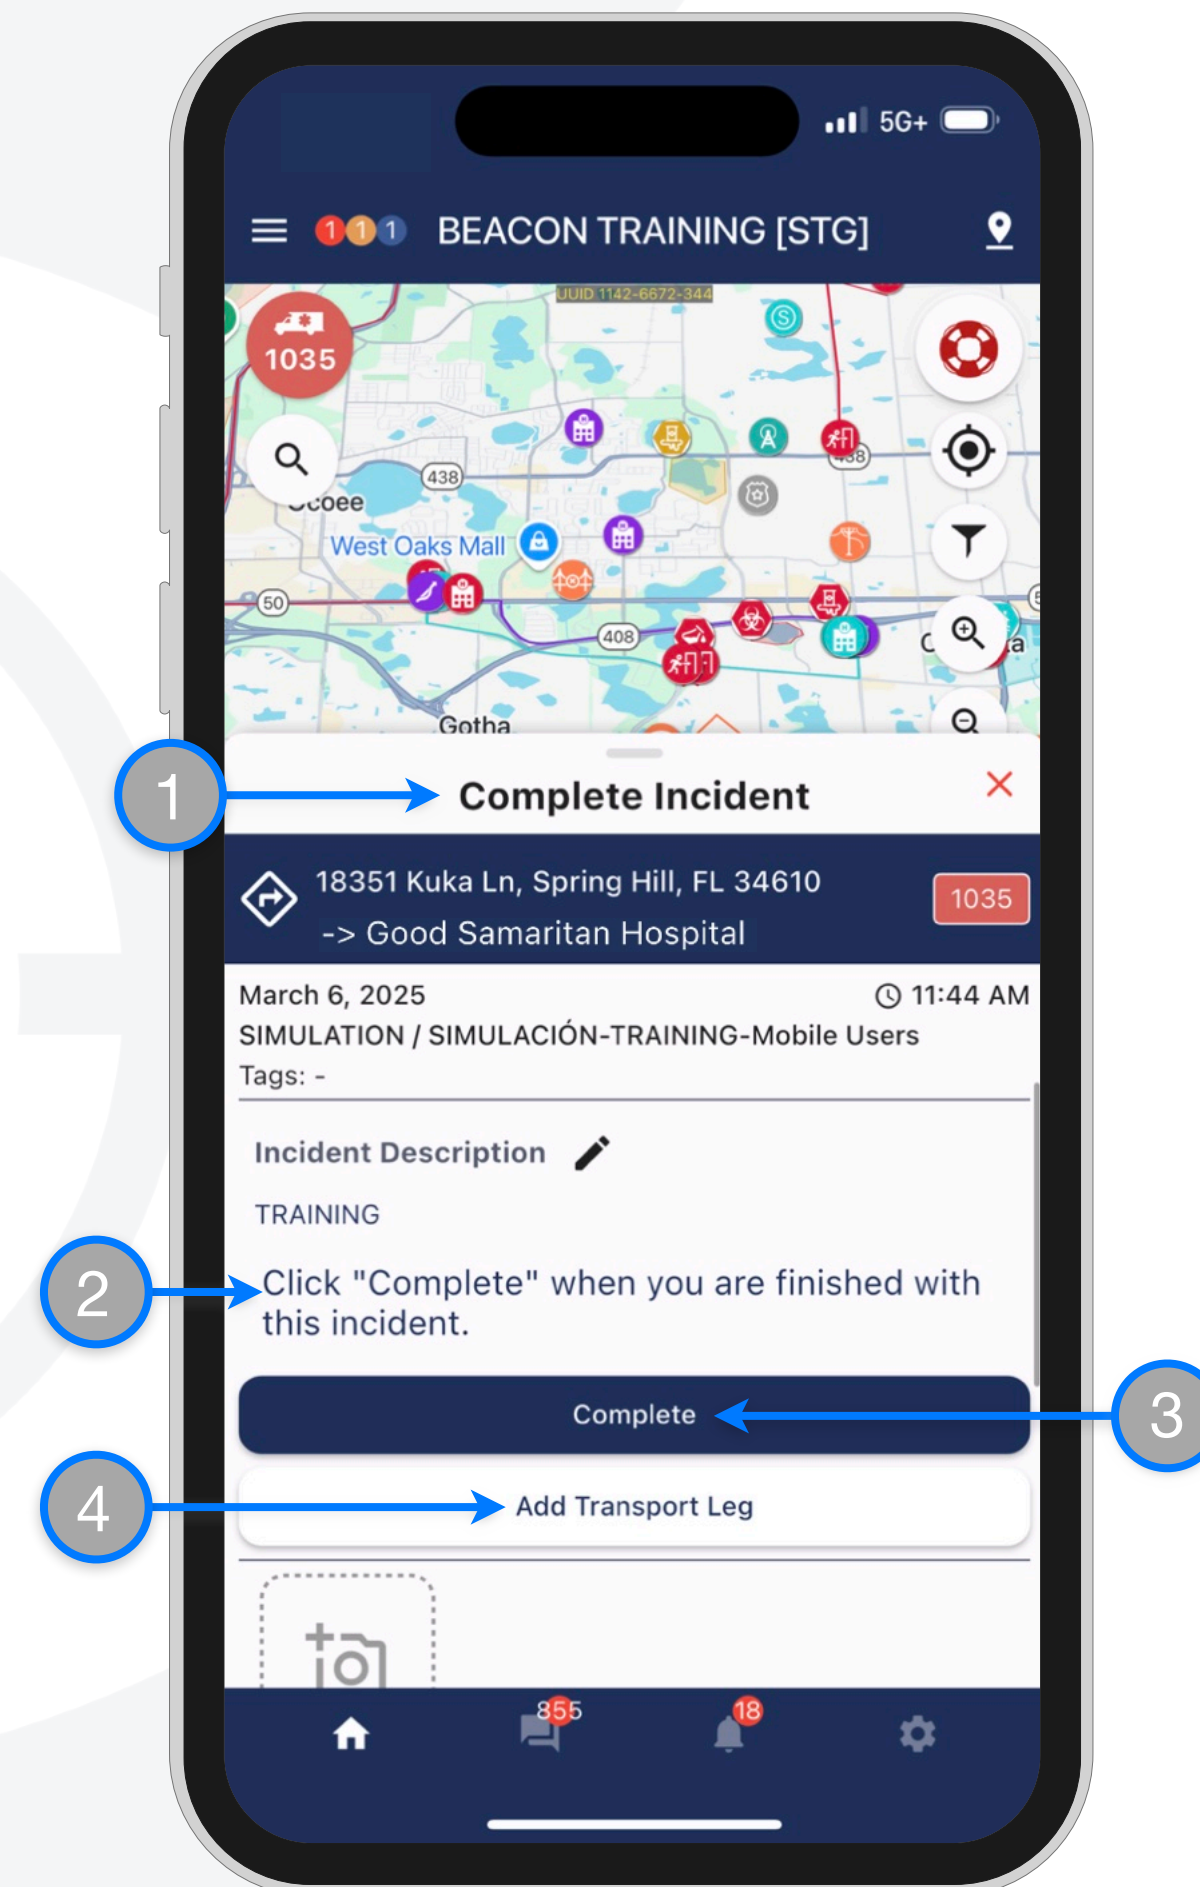 5G+
1 1 1 BEACON TRAINING [STG]
UUID 1142-6672-344
1035
S
438
438
West Oaks Mall
50
408
Gotha
1
Complete Incident
18351 Kuka Ln, Spring Hill, FL 34610
-> Good Samaritan Hospital
1035
March 6, 2025
11:44 AM
SIMULATION / SIMULACIÓN-TRAINING-Mobile Users
Tags: -
Incident Description
TRAINING
2
Click "Complete" when you are finished with
this incident.
Complete
3
4
Add Transport Leg
855
18